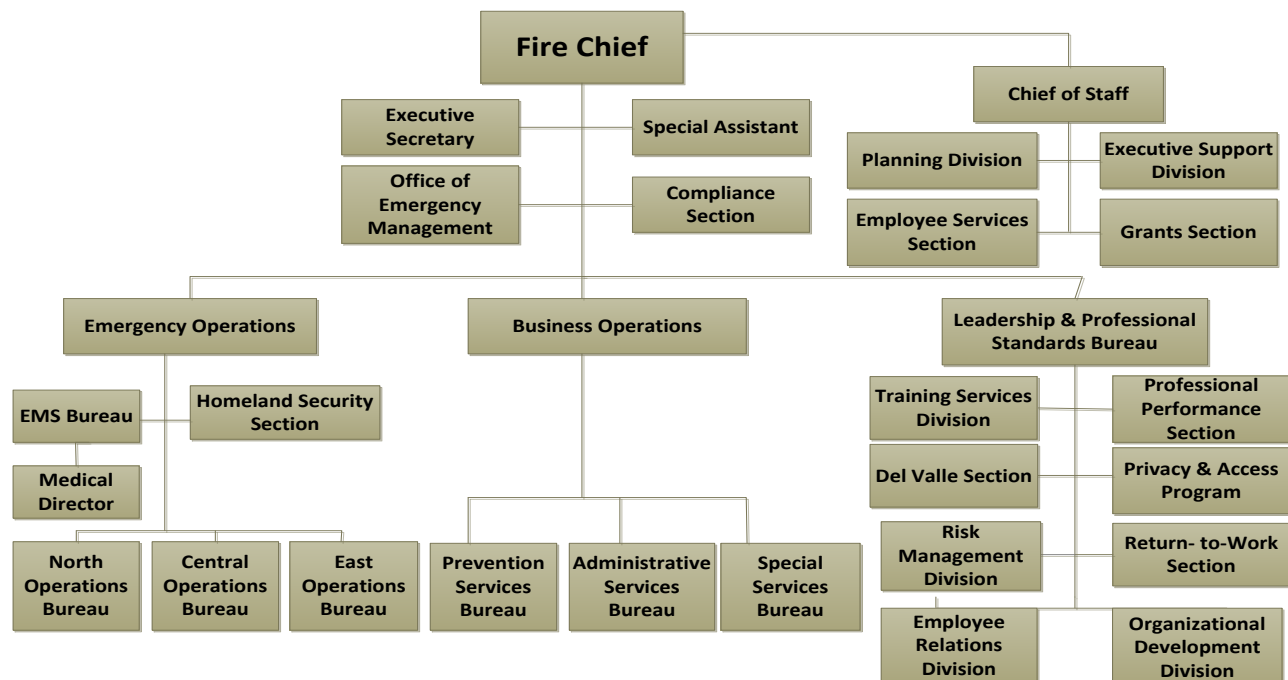 Fire Chief
Chief of Staff
Executive
Secretary
Special Assistant
Planning Division
Executive Support
Division
Office of
Emergency
Management
Compliance
Section
Employee Services
Section
Grants Section
Emergency Operations
Business Operations
Leadership & Professional
Standards Bureau
EMS Bureau
Homeland Security
Section
Training Services
Division
Professional
Performance
Section
Medical
Director
Del Valle Section
Privacy & Access
Program
North
Operations
Bureau
Central
Operations
Bureau
East
Operations
Bureau
Prevention
Services
Bureau
Administrative
Services
Bureau
Special
Services
Bureau
Risk
Management
Division
Return- to-Work
Section
Employee
Relations
Division
Organizational
Development
Division